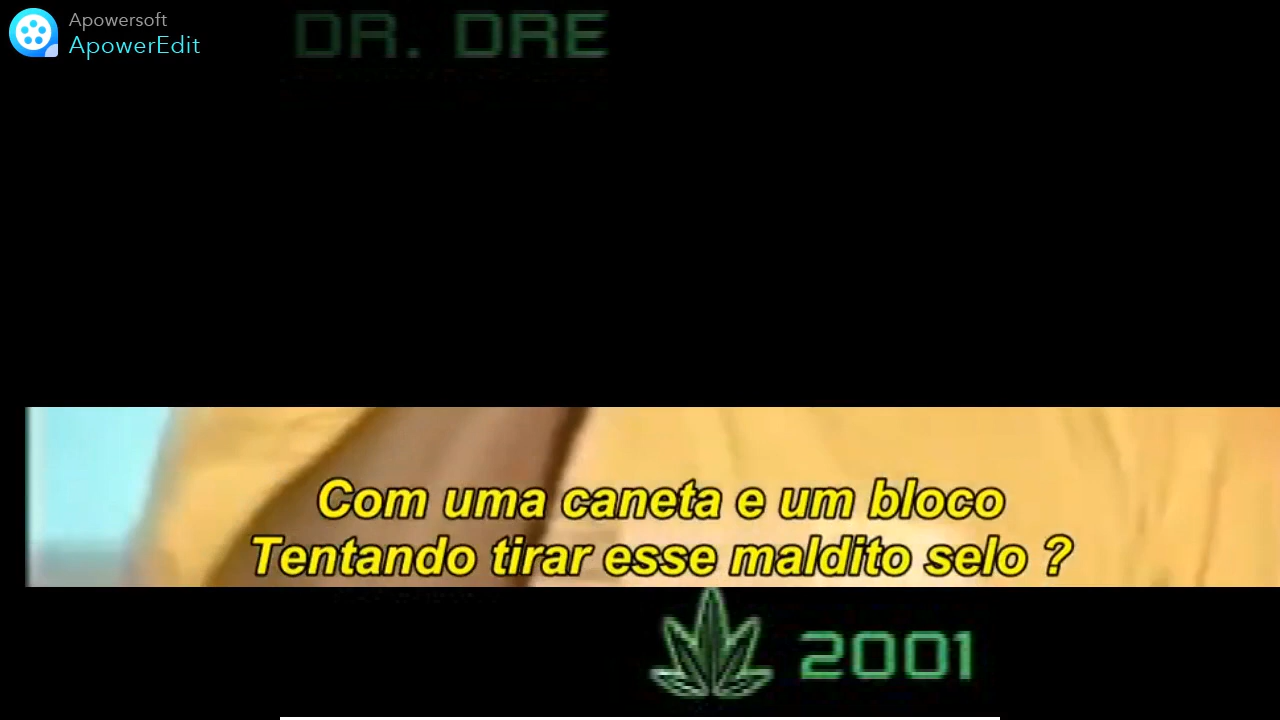 Apowersoft
ApowerEdit
DR. DRE
Com uma caneta e um bloco
Tentando tirar esse maldito selo ?
2001